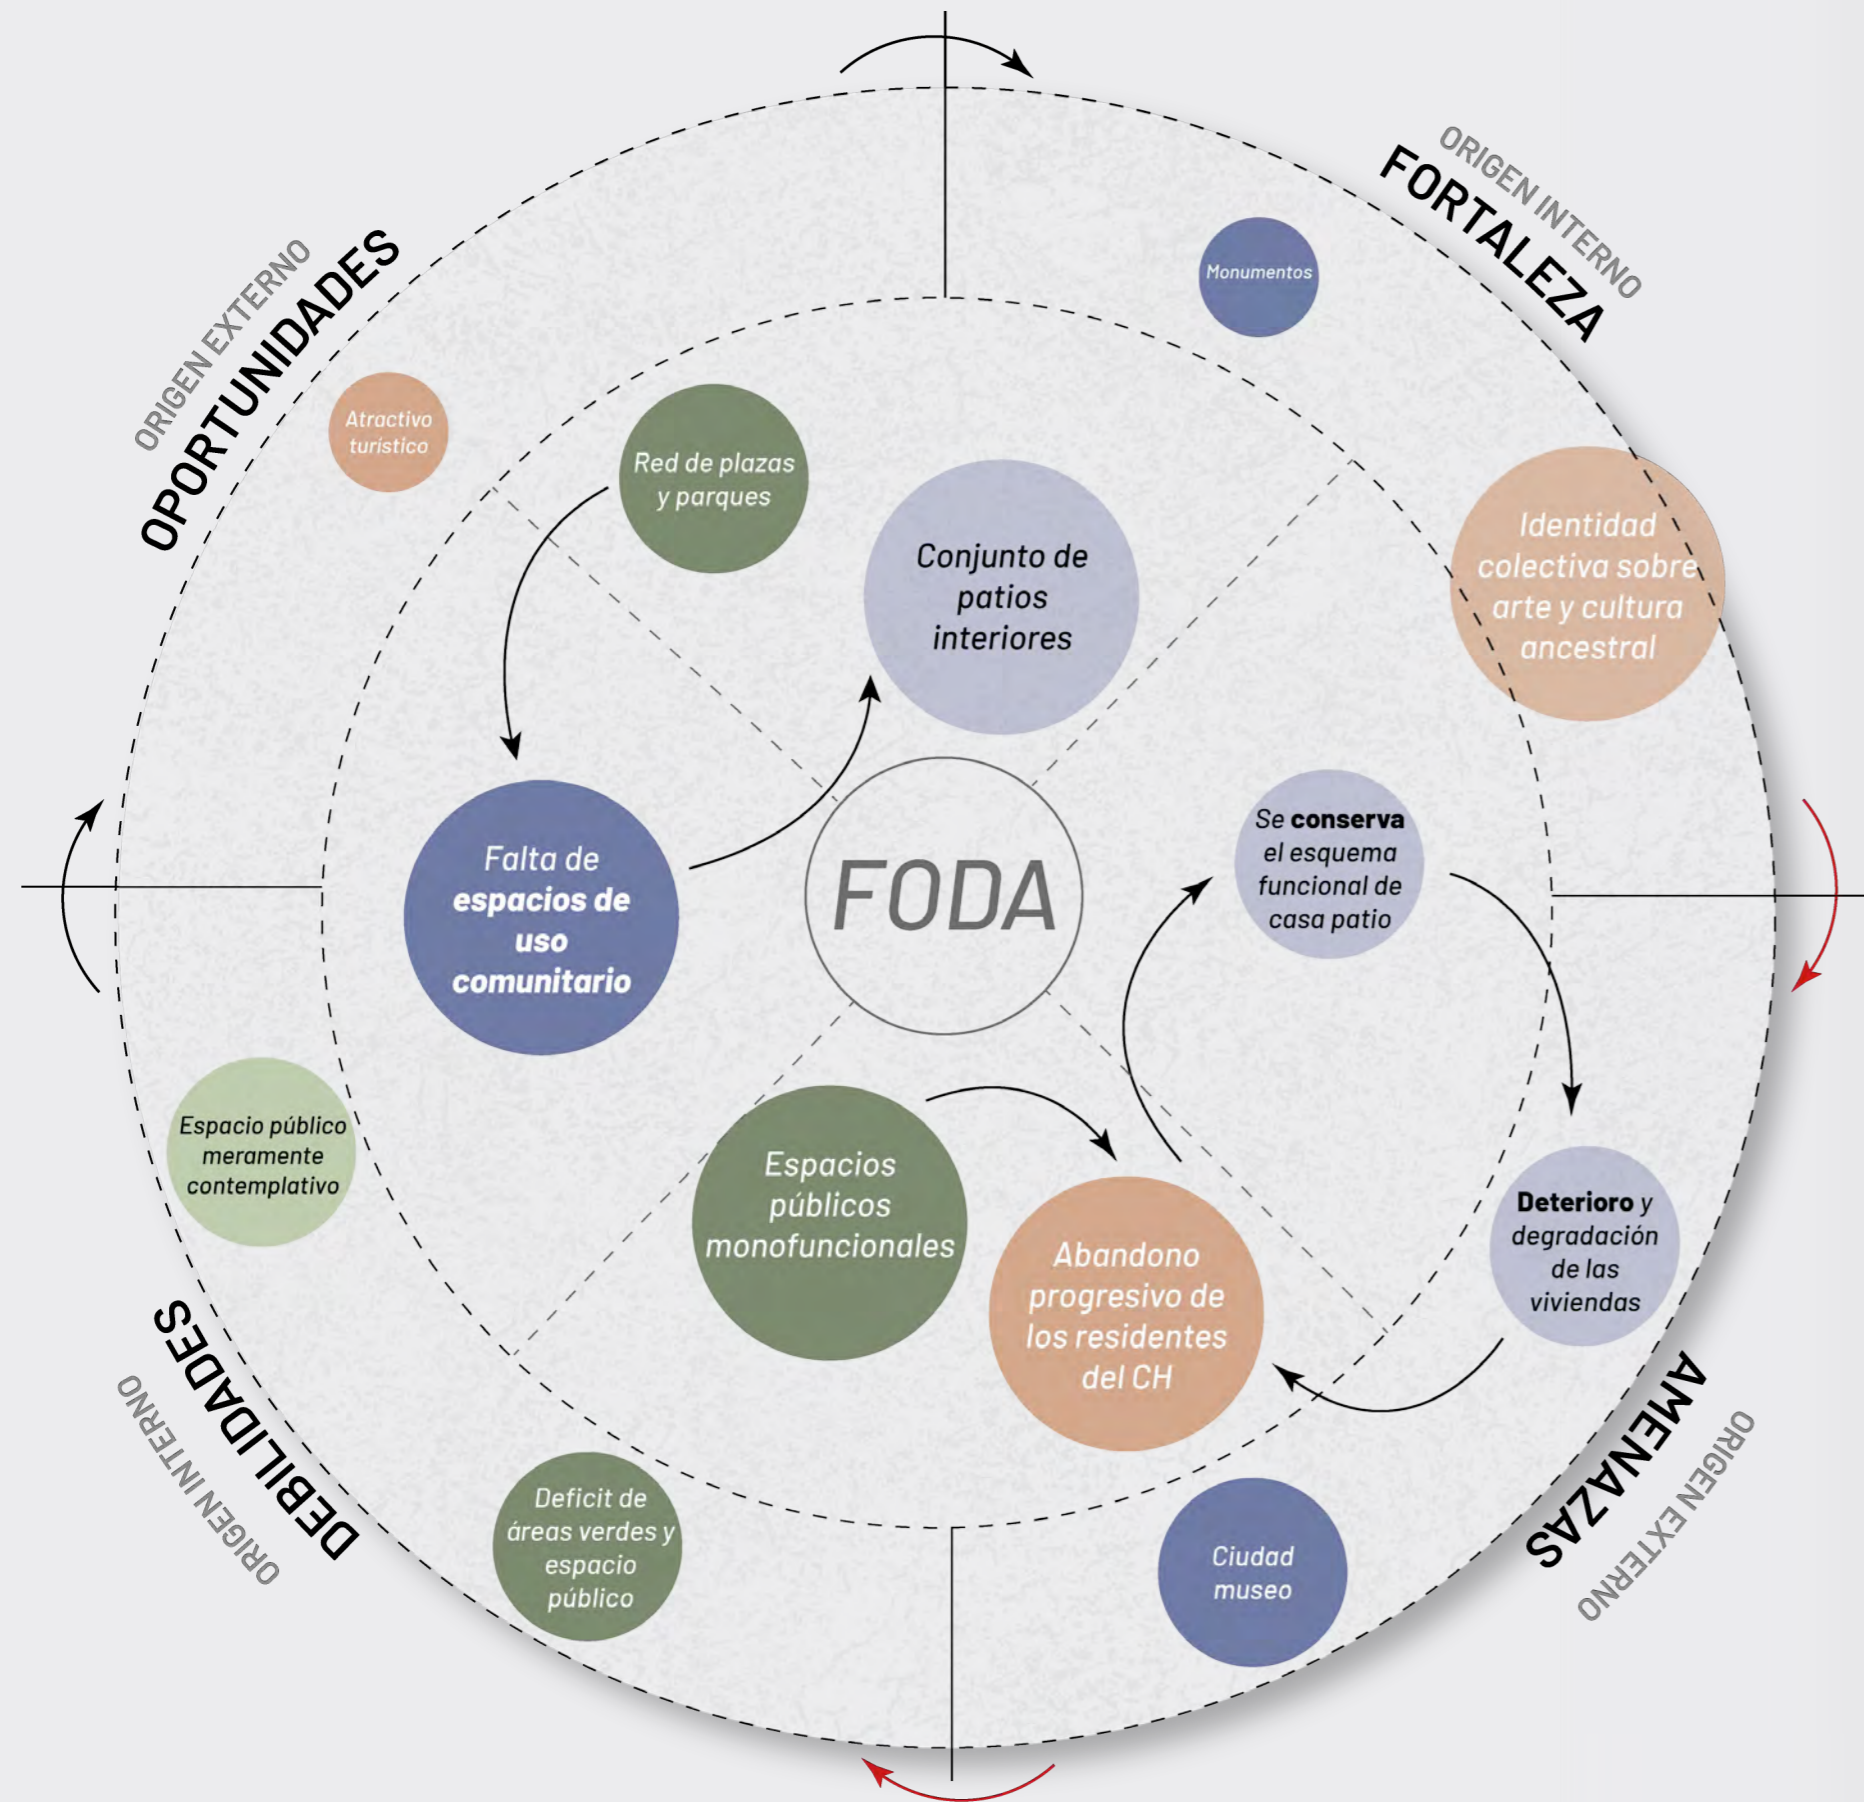 ORIGEN INTERNO
FORTALEZA
ORIGEN EXTERNO
OPORTUNIDADES
Monumentos
Atractivo
turístico
Red de plazas
y parques
Conjunto de
patios
interiores
Identidad
colectiva sobre
arte y cultura
ancestral
Falta de
espacios de
uso
comunitario
FODA
Se conserva
el esquema
funcional de
casa patio
Espacio público
meramente
contemplativo
Espacios
públicos
monofuncionales
Abandono
progresivo de
los residentes
del CH
Deterioro y
degradación
de las
viviendas
Deficit de
áreas verdes y
espacio
público
Ciudad
museo
DEBILIDADES
ORIGEN INTERNO
AMENAZAS
ORIGEN EXTERNO